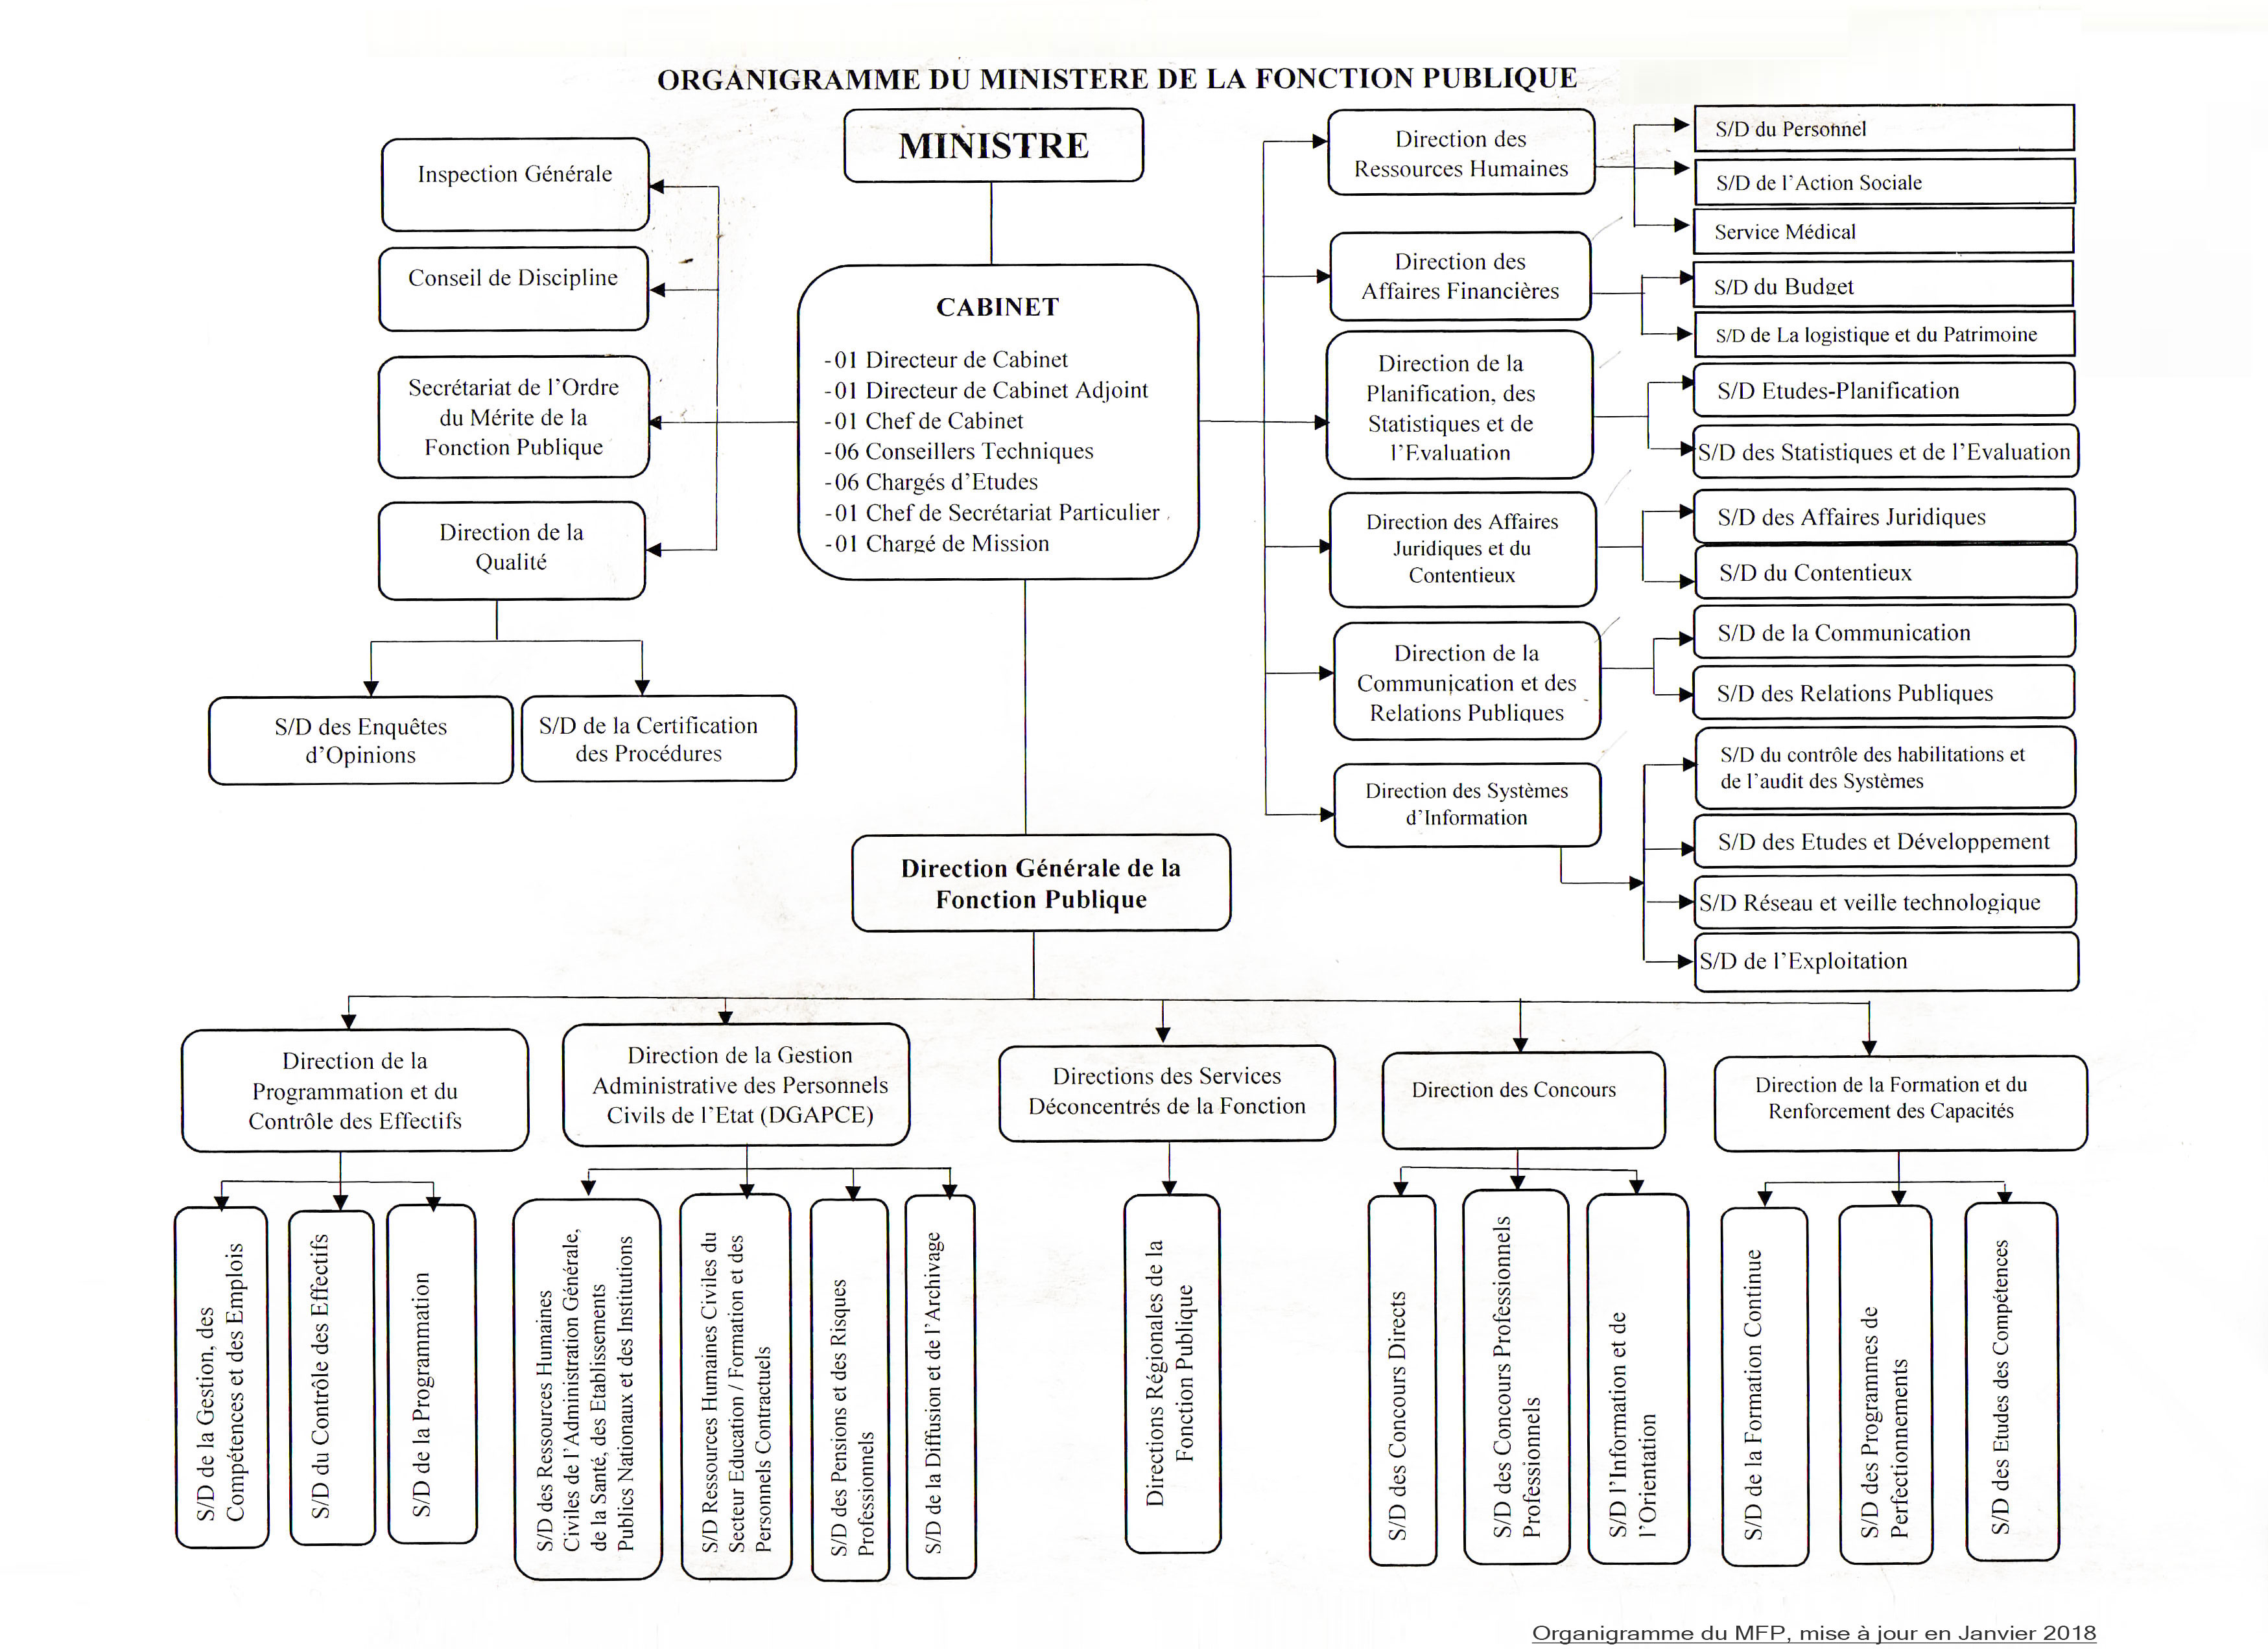 ORGANIGRAMME DU MINISTERE DE LA FONCTION PUBLIQUE
MINISTRE
Inspection Générale
Conseil de Discipline
Secrétariat de l’Ordre
du Mérite de la
Fonction Publique
Direction de la
Qualité
S/D des Enquêtes
d’Opinions
S/D de la Certification
des Procédures
CABINET
-01 Directeur de Cabinet
-01 Directeur de Cabinet Adjoint
-01 Chef de Cabinet
-06 Conseillers Techniques
-06 Chargés d’Etudes
-01 Chef de Secrétariat Particulier
-01 Chargé de Mission
Direction des
Ressources Humaines
S/D du Personnel
S/D de l’Action Sociale
Service Médical
Direction des
Affaires Financières
S/D du Budget
S/D de La logistique et du Patrimoine
Direction de la
Planification, des
Statistiques et de
l’Evaluation
S/D Etudes-Planification
S/D des Statistiques et de l’Evaluation
Direction des Affaires
Juridiques et du
Contentieux
S/D des Affaires Juridiques
S/D du Contentieux
Direction de la
Communication et des
Relations Publiques
S/D de la Communication
S/D des Relations Publiques
Direction des Systèmes
d’Information
S/D du contrôle des habilitations et
de l’audit des Systèmes
S/D des Etudes et Développement
S/D Réseau et veille technologique
S/D de l’Exploitation
Direction Générale de la
Fonction Publique
Direction de la
Programmation et du
Contrôle des Effectifs
Direction de la Gestion
Administrative des Personnels
Civils de l’Etat (DGAPCE)
Directions des Services
Déconcentrés de la Fonction
Direction des Concours
Direction de la Formation et du
Renforcement des Capacités
S/D de la Gestion, des
Compétences et des Emplois
S/D du Contrôle des Effectifs
S/D de la Programmation
S/D des Ressources Humaines
Civiles de l’Administration Générale,
de la Santé, des Etablissements
Publics Nationaux et des Institutions
S/D Ressources Humaines Civiles du
Secteur Education / Formation et des
Personnels Contractuels
S/D des Pensions et des Risques
Professionnels
S/D de la Diffusion et de l’Archivage
Directions Régionales de la
Fonction Publique
S/D des Concours Directs
S/D des Concours Professionnels
Professionnels
S/D l’Information et de
l’Orientation
S/D de la Formation Continue
S/D des Programmes de
Perfectionnements
S/D des Etudes des Compétences
Organigramme du MFP, mise à jour en Janvier 2018